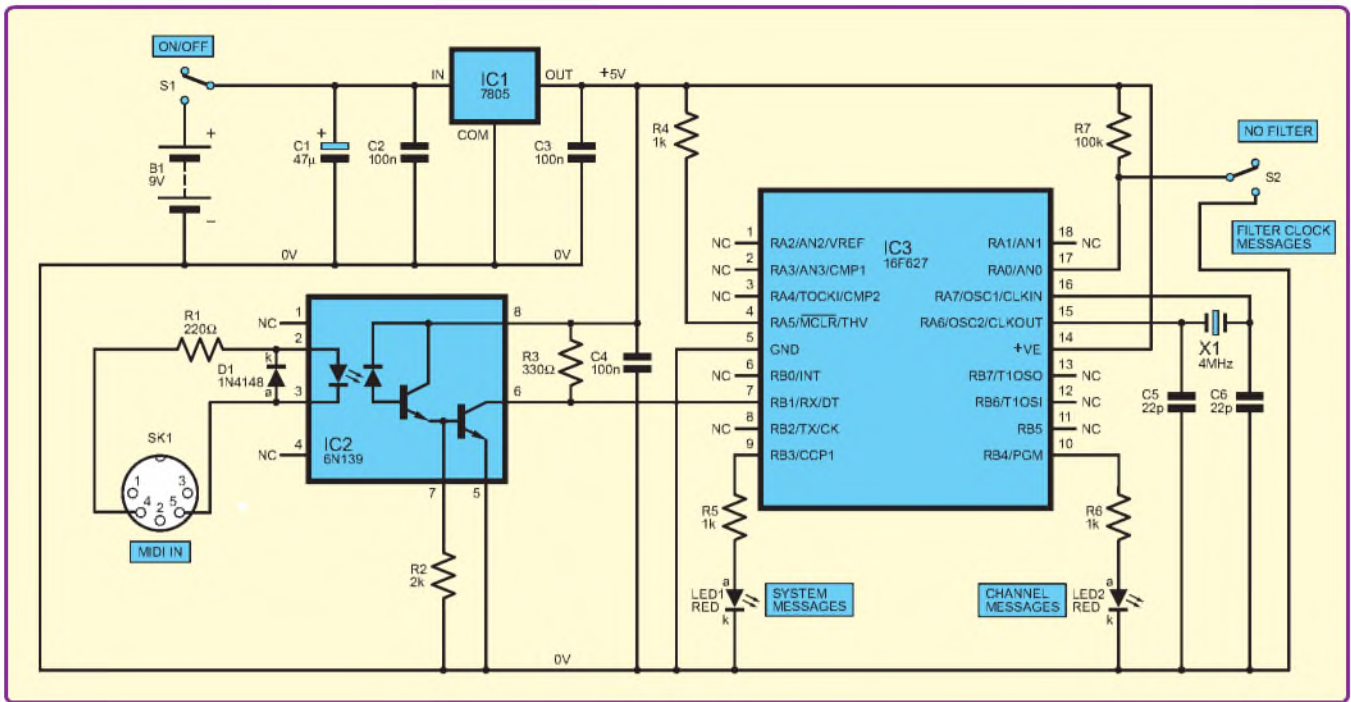 ON/OFF
S1
+
B1
9V
−
+
C1
47µ
C2
100n
IN
IC1
7805
OUT
COM
+5V
C3
100n
0V
0V
R4
1k
R7
100k
NO FILTER
S2
FILTER CLOCK
MESSAGES
IC3
16F627
NC
1
RA2/AN2/VREF
NC
2
RA3/AN3/CMP1
NC
3
RA4/TOCKI/CMP2
4
RA5/MCLR/THV
5
GND
NC
6
RB0/INT
7
RB1/RX/DT
NC
8
RB2/TX/CK
9
RB3/CCP1
RA1/AN1
18
NC
RA0/AN0
17
RA7/OSC1/CLKIN
16
RA6/OSC2/CLKOUT
15
+VE
14
RB7/T1OSO
13
NC
RB6/T1OSI
12
NC
RB5
11
NC
RB4/PGM
10
X1
4MHz
C5
22p
C6
22p
R1
220Ω
D1
1N4148
k
a
NC
1
2
3
NC
4
IC2
6N139
8
6
7
5
R3
330Ω
C4
100n
SK1
1
4
2
5
3
MIDI IN
R2
2k
R5
1k
R6
1k
a
LED1
RED
k
SYSTEM
MESSAGES
CHANNEL
MESSAGES
a
LED2
RED
k
0V